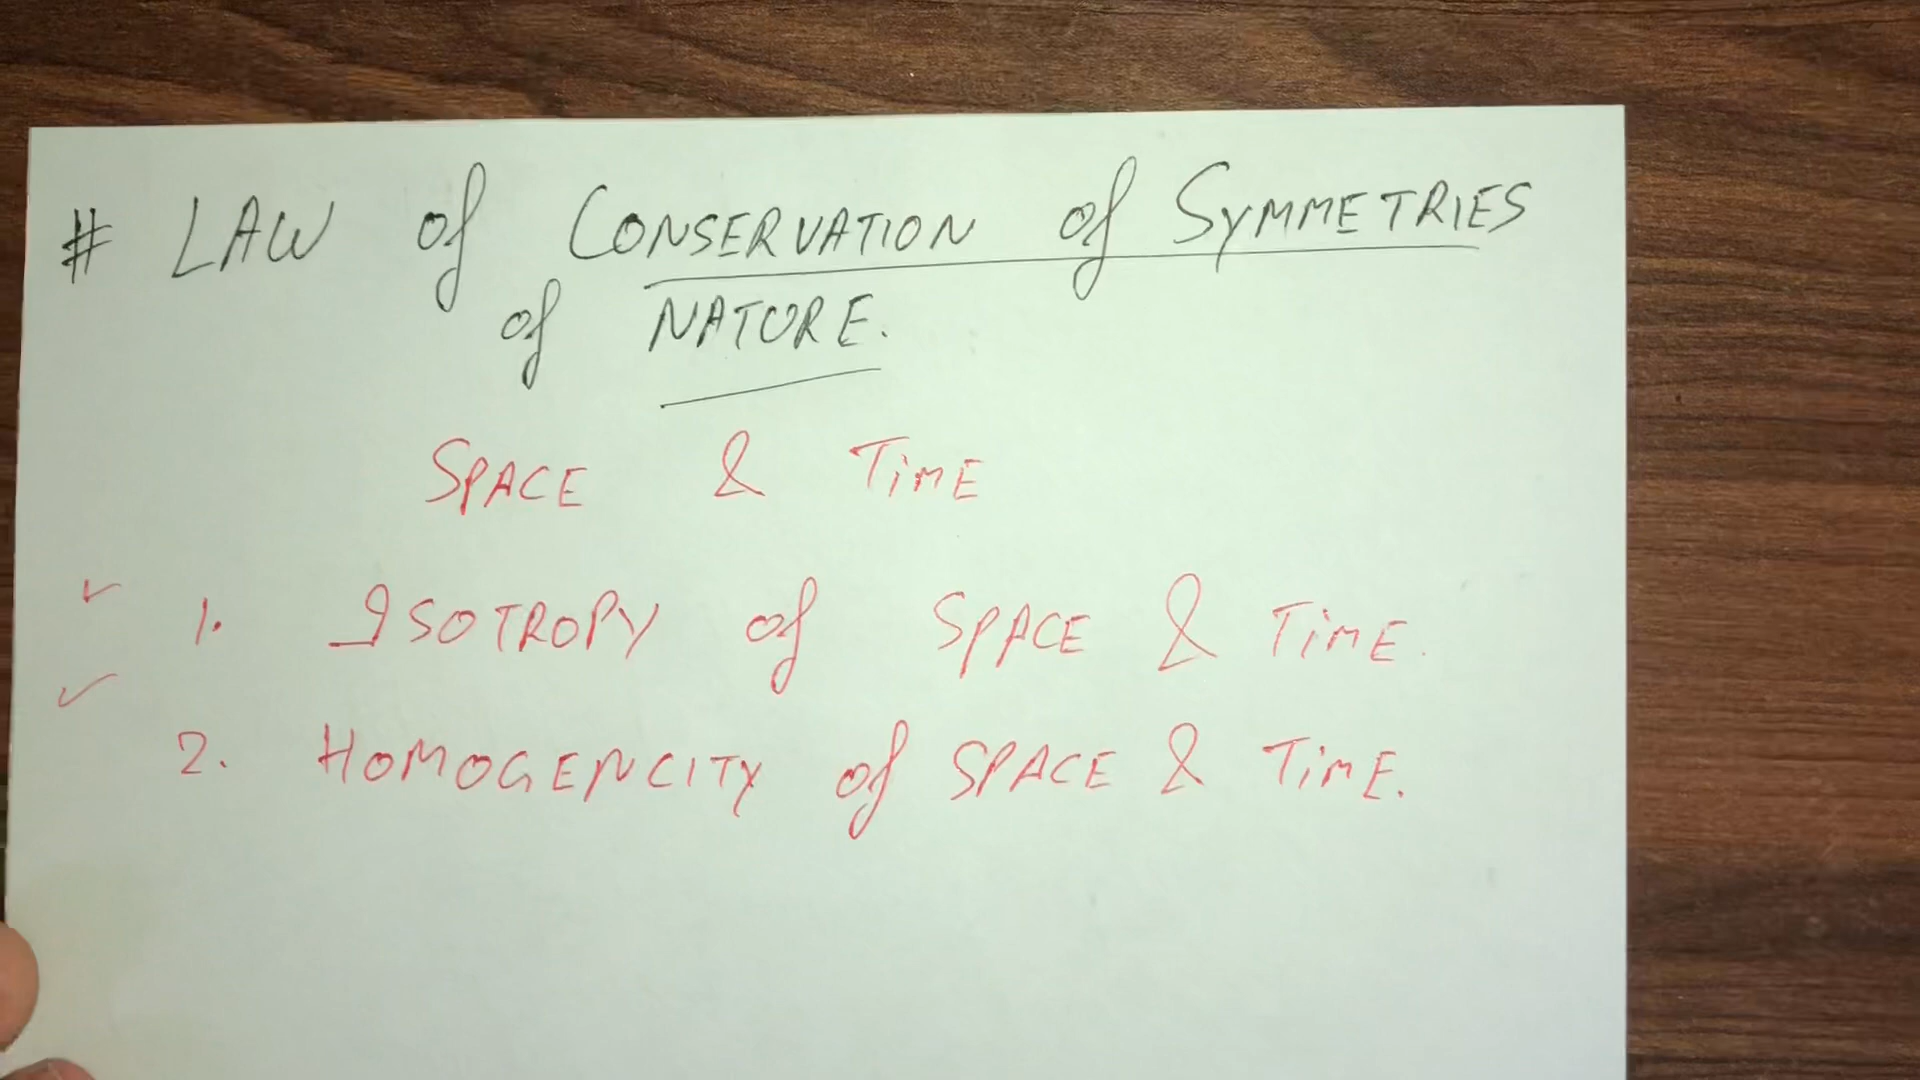 # LAW of CONSERVATION of SYMMETRIES
of NATURE.
SPACE & TIME
1. ISOTROPY of SPACE & TIME.
2. HOMOGENCITY of SPACE & TIME.